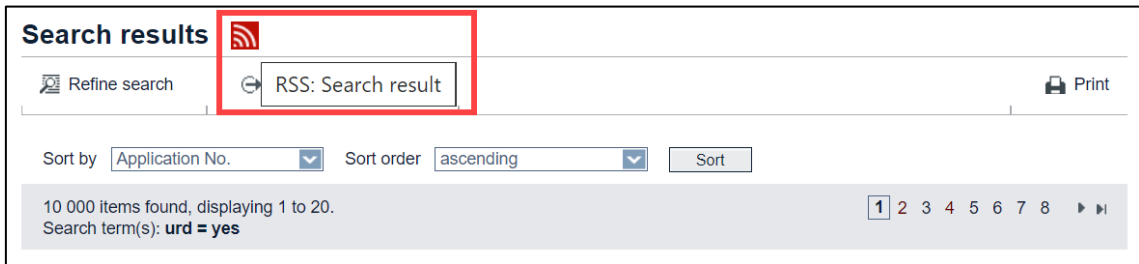 Search results
Refine search
RSS: Search result
Print
Sort by Application No. Sort order ascending Sort
10 000 items found, displaying 1 to 20.
1 2 3 4 5 6 7 8
Search term(s): urd = yes